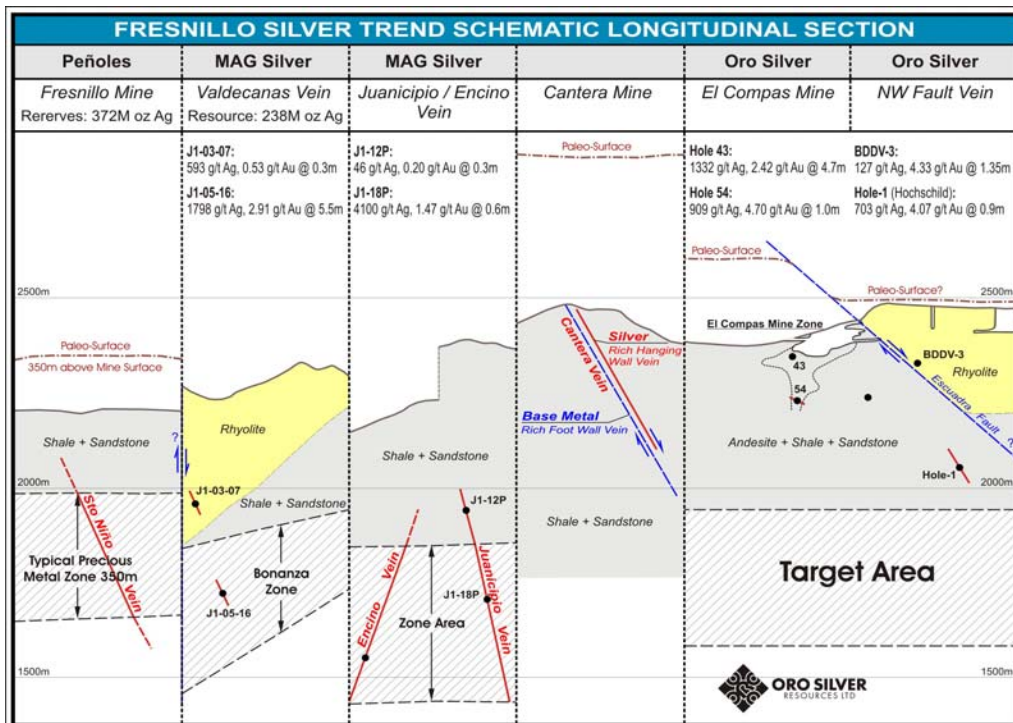 FRESNILLO SILVER TREND SCHEMATIC LONGITUDINAL SECTION
Peñoles
MAG Silver
MAG Silver
Oro Silver
Oro Silver
Fresnillo Mine
Rererves: 372M oz Ag
Valdecanas Vein
Resource: 238M oz Ag
Juanicipio / Encino
Vein
Cantera Mine
El Compas Mine
NW Fault Vein
J1-03-07:
593 g/t Ag, 0.53 g/t Au @ 0.3m
J1-05-16:
1798 g/t Ag, 2.91 g/t Au @ 5.5m
J1-12P:
46 g/t Ag, 0.20 g/t Au @ 0.3m
J1-18P:
4100 g/t Ag, 1.47 g/t Au @ 0.6m
Paleo-Surface
Hole 43:
1332 g/t Ag, 2.42 g/t Au @ 4.7m
Hole 54:
909 g/t Ag, 4.70 g/t Au @ 1.0m
BDDV-3:
127 g/t Ag, 4.33 g/t Au @ 1.35m
Hole-1 (Hochschild):
703 g/t Ag, 4.07 g/t Au @ 0.9m
Paleo-Surface
Paleo-Surface?
2500m
2500m
Paleo-Surface
350m above Mine Surface
Shale + Sandstone
2000m
Sto Niño Vein
Typical Precious
Metal Zone 350m
1500m
?
Rhyolite
J1-03-07
Shale + Sandstone
Bonanza
Zone
J1-05-16
Shale + Sandstone
J1-12P
Encino Vein
Juanicipio Vein
J1-18P
Zone Area
Cantera Vein
Silver
Rich Hanging
Wall Vein
Base Metal
Rich Foot Wall Vein
Shale + Sandstone
El Compas Mine Zone
43
54
BDDV-3
Rhyolite
Escuadra Fault ?
Andesite + Shale + Sandstone
Hole-1
2000m
Target Area
1500m
ORO SILVER
RESOURCES LTD